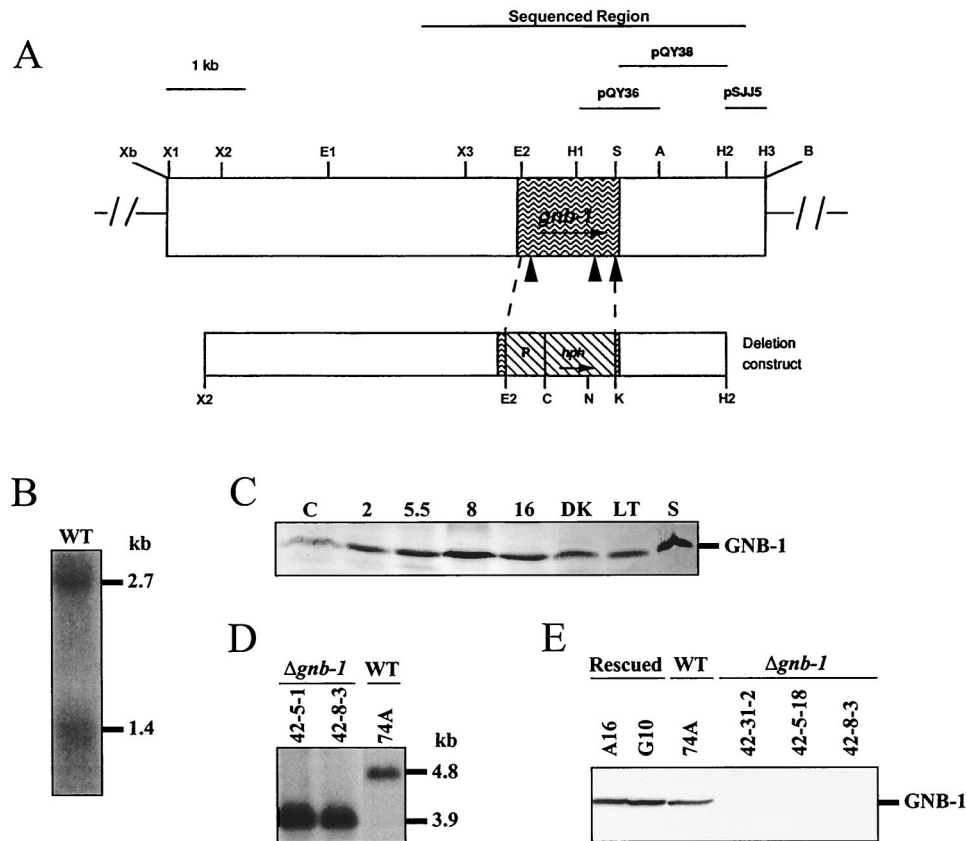 A
Sequenced Region
pQY38
1 kb
pQY36
pSJJ5
Xb X1 X2 E1 X3 E2 H1 S A H2 H3 B
gnb-1
P hph
Deletion
construct
X2 E2 C N K H2
B
WT
kb
2.7
1.4
C
C 2 5.5 8 16 DK LT S
GNB-1
D
Δgnb-1 WT
42-5-1 42-8-3 74A
kb
4.8
3.9
E
Rescued WT Δgnb-1
A16 G10 74A 42-31-2 42-5-18 42-8-3
GNB-1